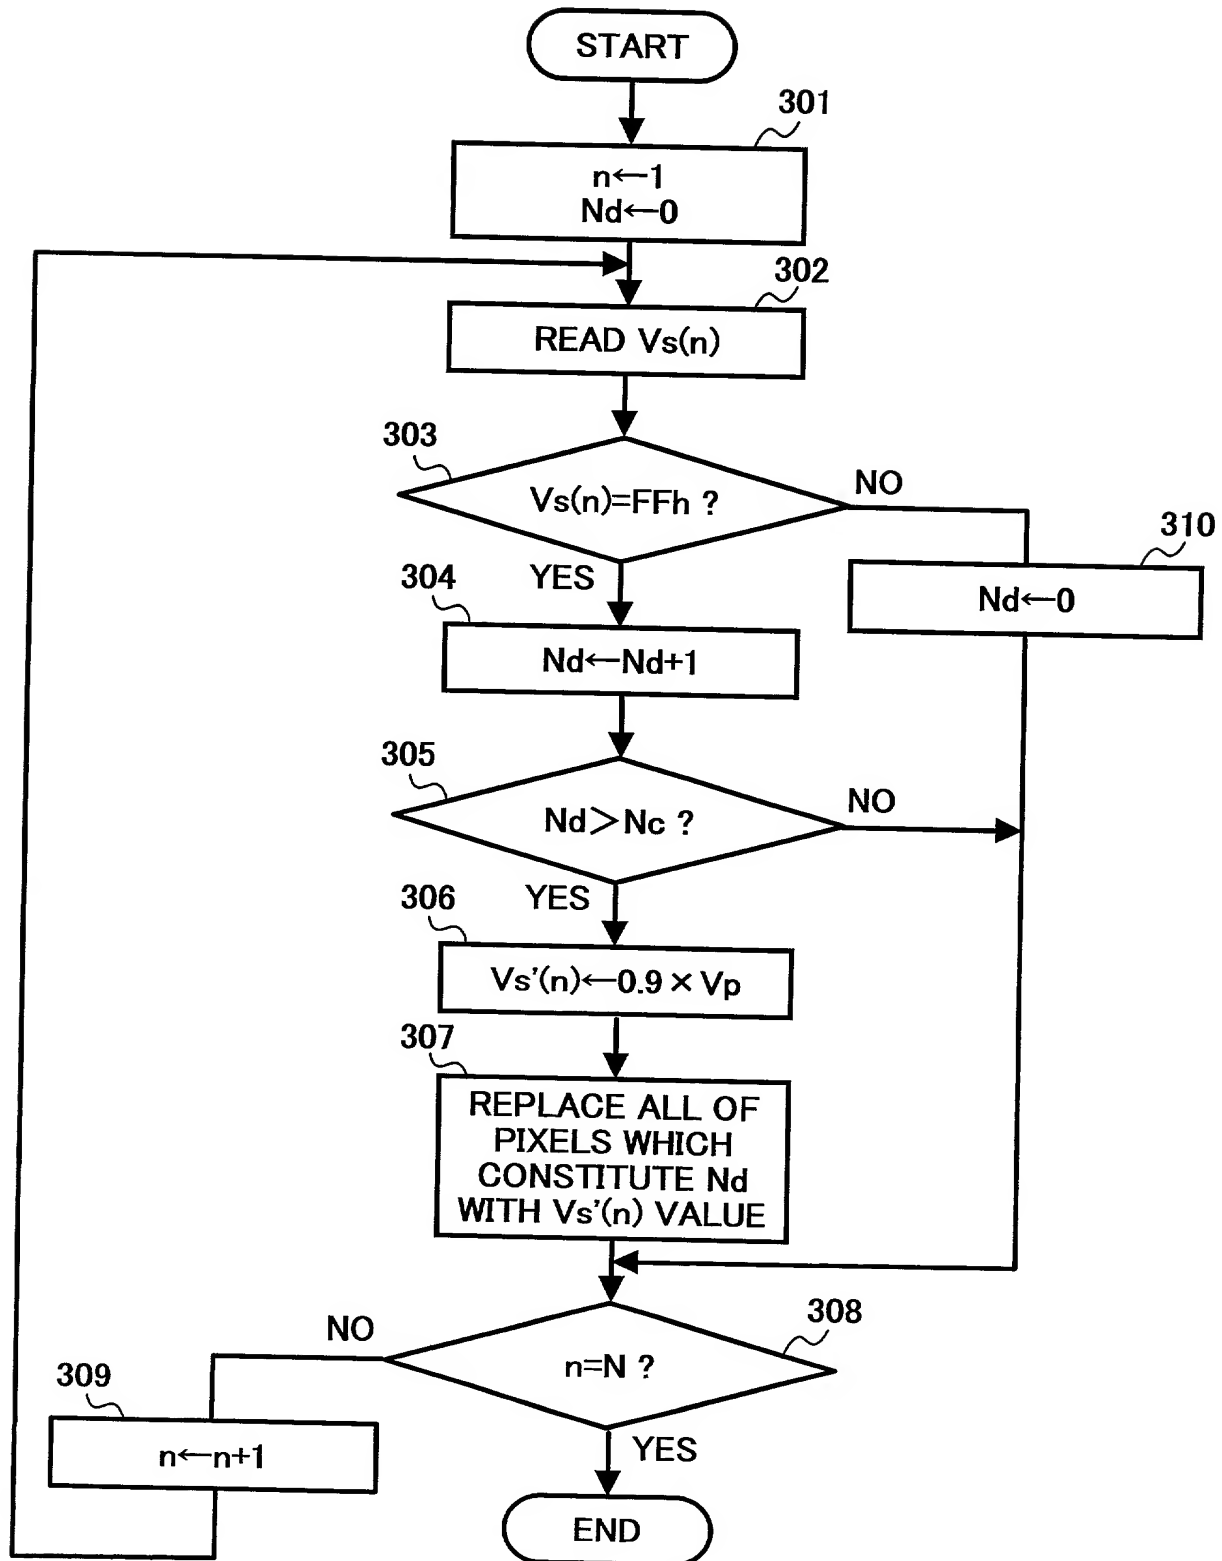 START
301
n←1
Nd←0
302
READ Vs(n)
303
Vs(n)=FFh ?
NO
310
YES
304
Nd←0
Nd←Nd+1
305
Nd>Nc ?
NO
YES
306
Vs'(n)←0.9×Vp
307
REPLACE ALL OF
PIXELS WHICH
CONSTITUTE Nd
WITH Vs'(n) VALUE
308
NO
n=N ?
309
n←n+1
YES
END